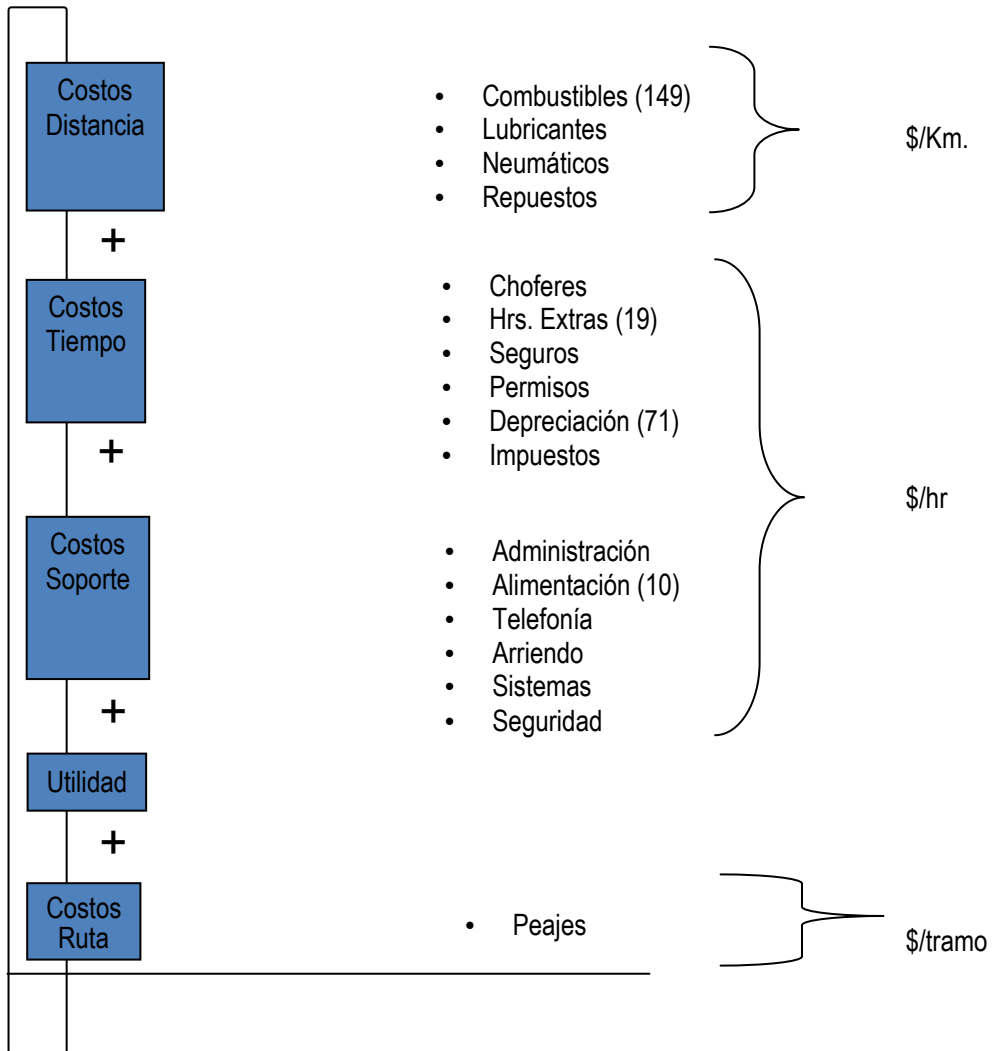 Costos
Distancia
• Combustibles (149)
• Lubricantes
• Neumáticos
• Repuestos
$/Km.
+
Costos
Tiempo
• Choferes
• Hrs. Extras (19)
• Seguros
• Permisos
• Depreciación (71)
• Impuestos
+
$/hr
Costos
Soporte
• Administración
• Alimentación (10)
• Telefonía
• Arriendo
• Sistemas
• Seguridad
+
Utilidad
+
Costos
Ruta
• Peajes
$/tramo